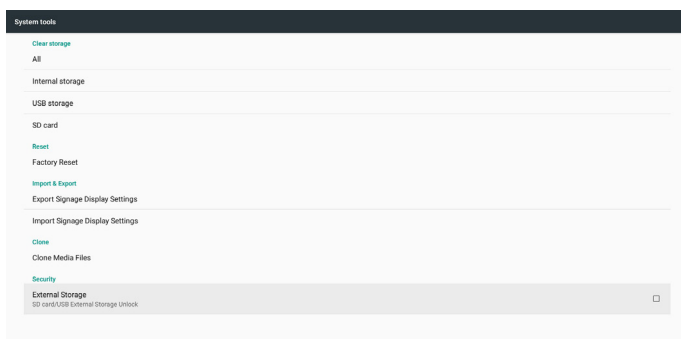 System tools
Clear storage
All
Internal storage
USB storage
SD card
Reset
Factory Reset
Import & Export
Export Signage Display Settings
Import Signage Display Settings
Clone
Clone Media Files
Security
External Storage
SD card/USB External Storage Unlock